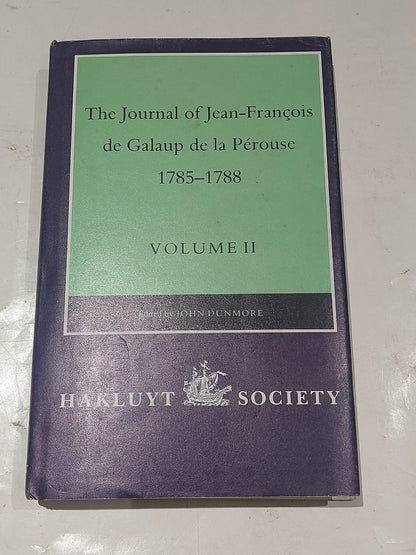 The Journal of Jean-François
de Galaup de la Pérouse
1785–1788
VOLUME II
Edited by JOHN DUNMORE
HAKLUYT SOCIETY